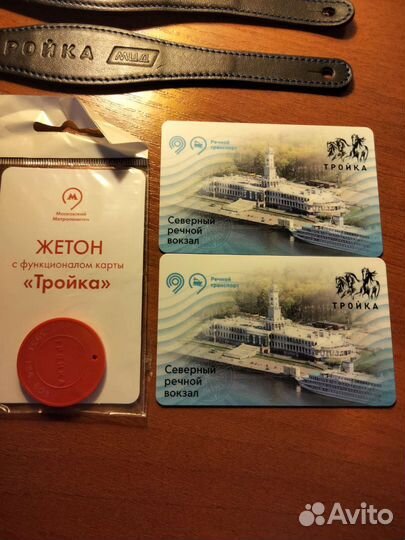 РОЙКА МЦД
Московский
Метрополитен
ЖЕТОН
с функционалом карты
«Тройка»
Речной
транспорт
ТРОЙКА
Северный
речной
вокзал
Речной
транспорт
ТРОЙКА
Северный
речной
вокзал
Avito